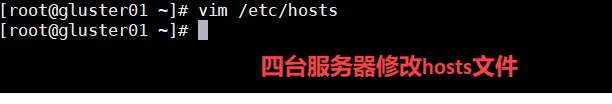 [root@gluster01 ~]# vim /etc/hosts
[root@gluster01 ~]#
四台服务器修改hosts文件